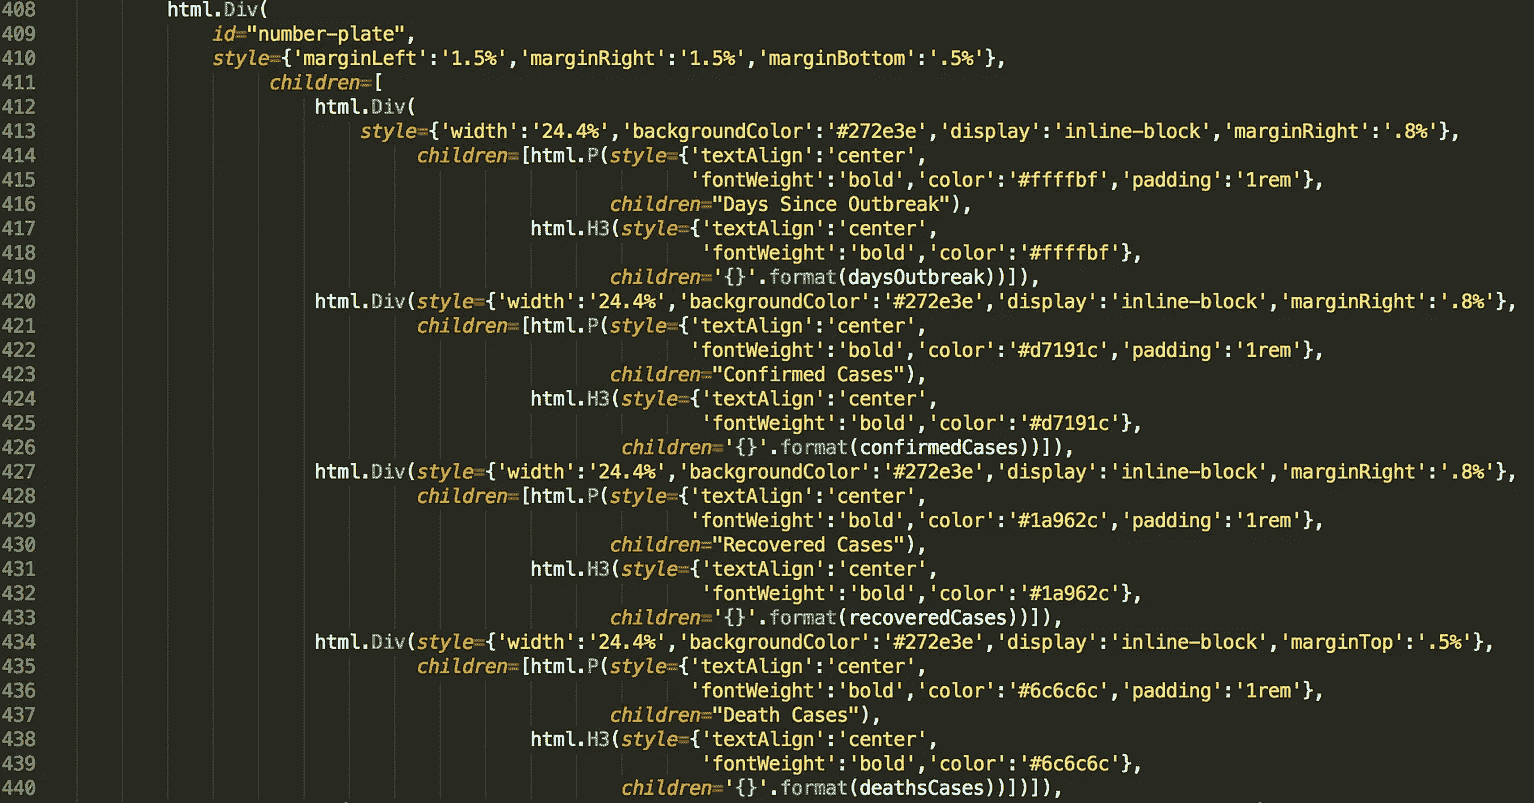 408 html.Div(
409 id="number-plate",
410 style={'marginLeft':'1.5%','marginRight':'1.5%','marginBottom':'.5%'},
411 children=[
412 html.Div(
413 style={'width':'24.4%','backgroundColor':'#272e3e','display':'inline-block','marginRight':'.8%'},
414 children=[html.P(style={'textAlign':'center',
415 'fontWeight':'bold','color':'#ffffbf','padding':'1rem'},
416 children="Days Since Outbreak"),
417 html.H3(style={'textAlign':'center',
418 'fontWeight':'bold','color':'#ffffbf'},
419 children='{}'.format(daysOutbreak))]),
420 html.Div(style={'width':'24.4%','backgroundColor':'#272e3e','display':'inline-block','marginRight':'.8%'},
421 children=[html.P(style={'textAlign':'center',
422 'fontWeight':'bold','color':'#d7191c','padding':'1rem'},
423 children="Confirmed Cases"),
424 html.H3(style={'textAlign':'center',
425 'fontWeight':'bold','color':'#d7191c'},
426 children='{}'.format(confirmedCases))]),
427 html.Div(style={'width':'24.4%','backgroundColor':'#272e3e','display':'inline-block','marginRight':'.8%'},
428 children=[html.P(style={'textAlign':'center',
429 'fontWeight':'bold','color':'#1a962c','padding':'1rem'},
430 children="Recovered Cases"),
431 html.H3(style={'textAlign':'center',
432 'fontWeight':'bold','color':'#1a962c'},
433 children='{}'.format(recoveredCases))]),
434 html.Div(style={'width':'24.4%','backgroundColor':'#272e3e','display':'inline-block','marginTop':'.5%'},
435 children=[html.P(style={'textAlign':'center',
436 'fontWeight':'bold','color':'#6c6c6c','padding':'1rem'},
437 children="Death Cases"),
438 html.H3(style={'textAlign':'center',
439 'fontWeight':'bold','color':'#6c6c6c'},
440 children='{}'.format(deathsCases))])]),